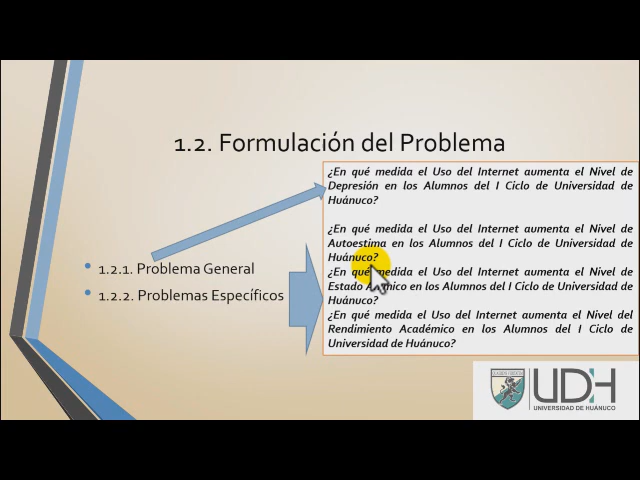 1.2. Formulación del Problema
¿En qué medida el Uso del Internet aumenta el Nivel de
Depresión en los Alumnos del I Ciclo de Universidad de
Huánuco?
¿En qué medida el Uso del Internet aumenta el Nivel de
Autoestima en los Alumnos del I Ciclo de Universidad de
Huánuco?
¿En qué medida el Uso del Internet aumenta el Nivel de
Estado en los Alumnos del I Ciclo de Universidad de
Huánuco?
¿En qué medida el Uso del Internet aumenta el Nivel del
Rendimiento Académico en los Alumnos del I Ciclo de
Universidad de Huánuco?
• 1.2.1. Problema General
• 1.2.2. Problemas Específicos
UDH
UNIVERSIDAD DE HUÁNUCO